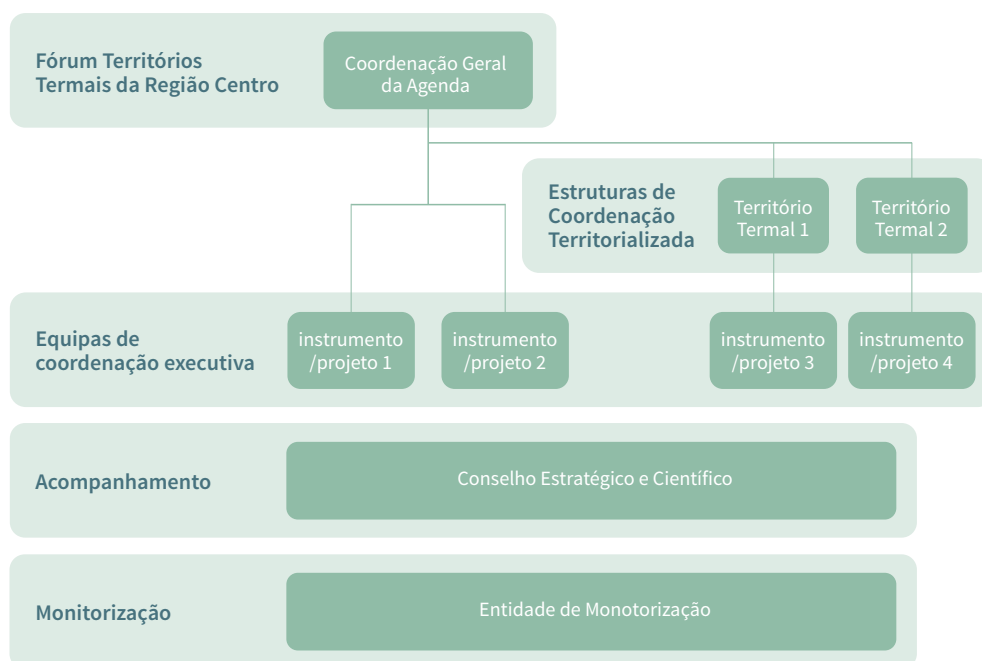 Fórum Territórios
Termais da Região Centro
Coordenação Geral
da Agenda
Estruturas de
Coordenação
Territorializada
Território
Termal 1
Território
Termal 2
Equipas de
coordenação executiva
instrumento
/projeto 1
instrumento
/projeto 2
instrumento
/projeto 3
instrumento
/projeto 4
Acompanhamento
Conselho Estratégico e Científico
Monitorização
Entidade de Monotorização